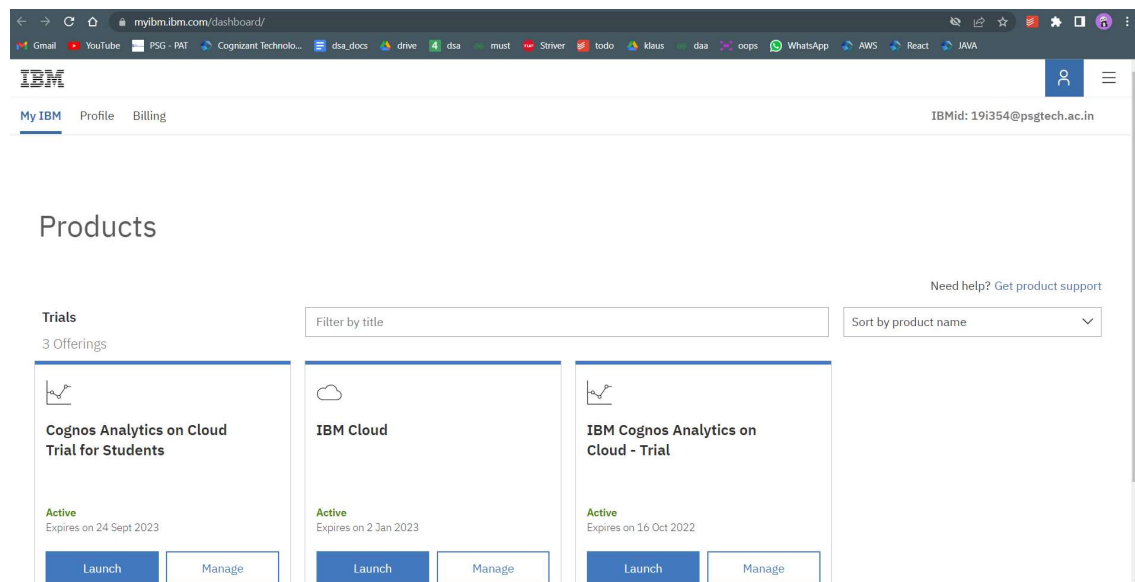 myibm.ibm.com/dashboard/
Gmail YouTube PSG - PAT Cognizant Technolo... dsa_docs drive 4 dsa must Striver todo klaus daa oops WhatsApp AWS React JAVA
IBM
My IBM Profile Billing IBMid: 19i354@psgtech.ac.in
Products
Need help? Get product support
Trials Filter by title Sort by product name
3 Offerings
Cognos Analytics on Cloud
Trial for Students
Active
Expires on 24 Sept 2023
Launch Manage
IBM Cloud
Active
Expires on 2 Jan 2023
Launch Manage
IBM Cognos Analytics on
Cloud - Trial
Active
Expires on 16 Oct 2022
Launch Manage